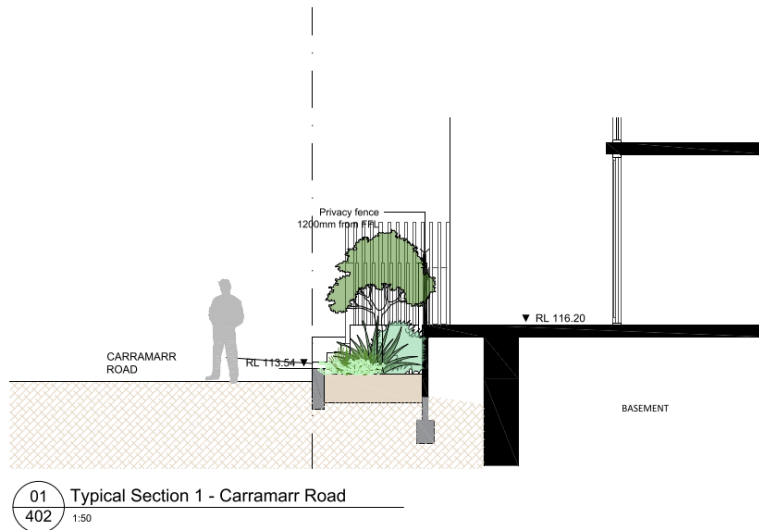 Privacy fence
1200mm from FFL
▼ RL 116.20
CARRAMARR
ROAD
RL 113.54 ▼
BASEMENT
01
402
Typical Section 1 - Carramarr Road
1:50